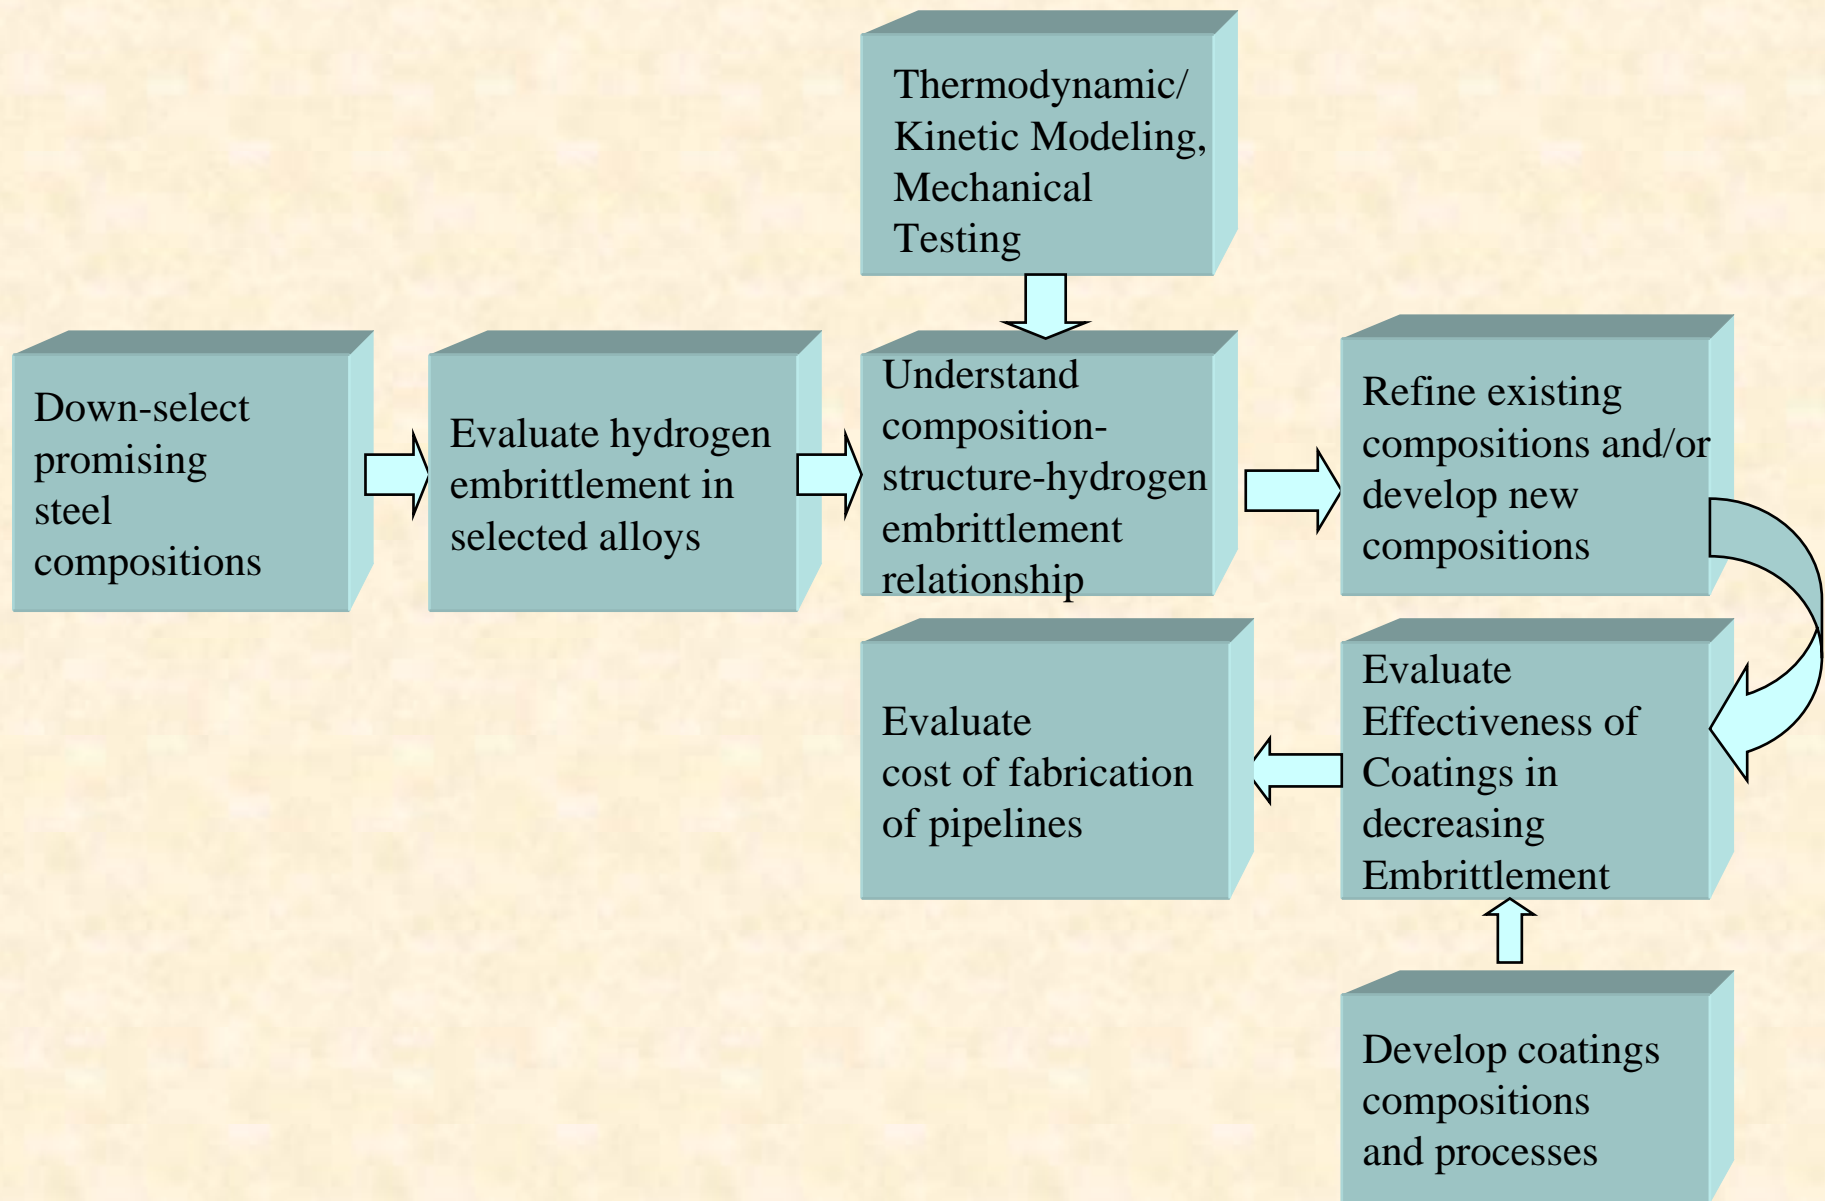 Thermodynamic/
Kinetic Modeling,
Mechanical
Testing
Down-select
promising
steel
compositions
Evaluate hydrogen
embrittlement in
selected alloys
Understand
composition-
structure-hydrogen
embrittlement
relationship
Refine existing
compositions and/or
develop new
compositions
Evaluate
cost of fabrication
of pipelines
Evaluate
Effectiveness of
Coatings in
decreasing
Embrittlement
Develop coatings
compositions
and processes